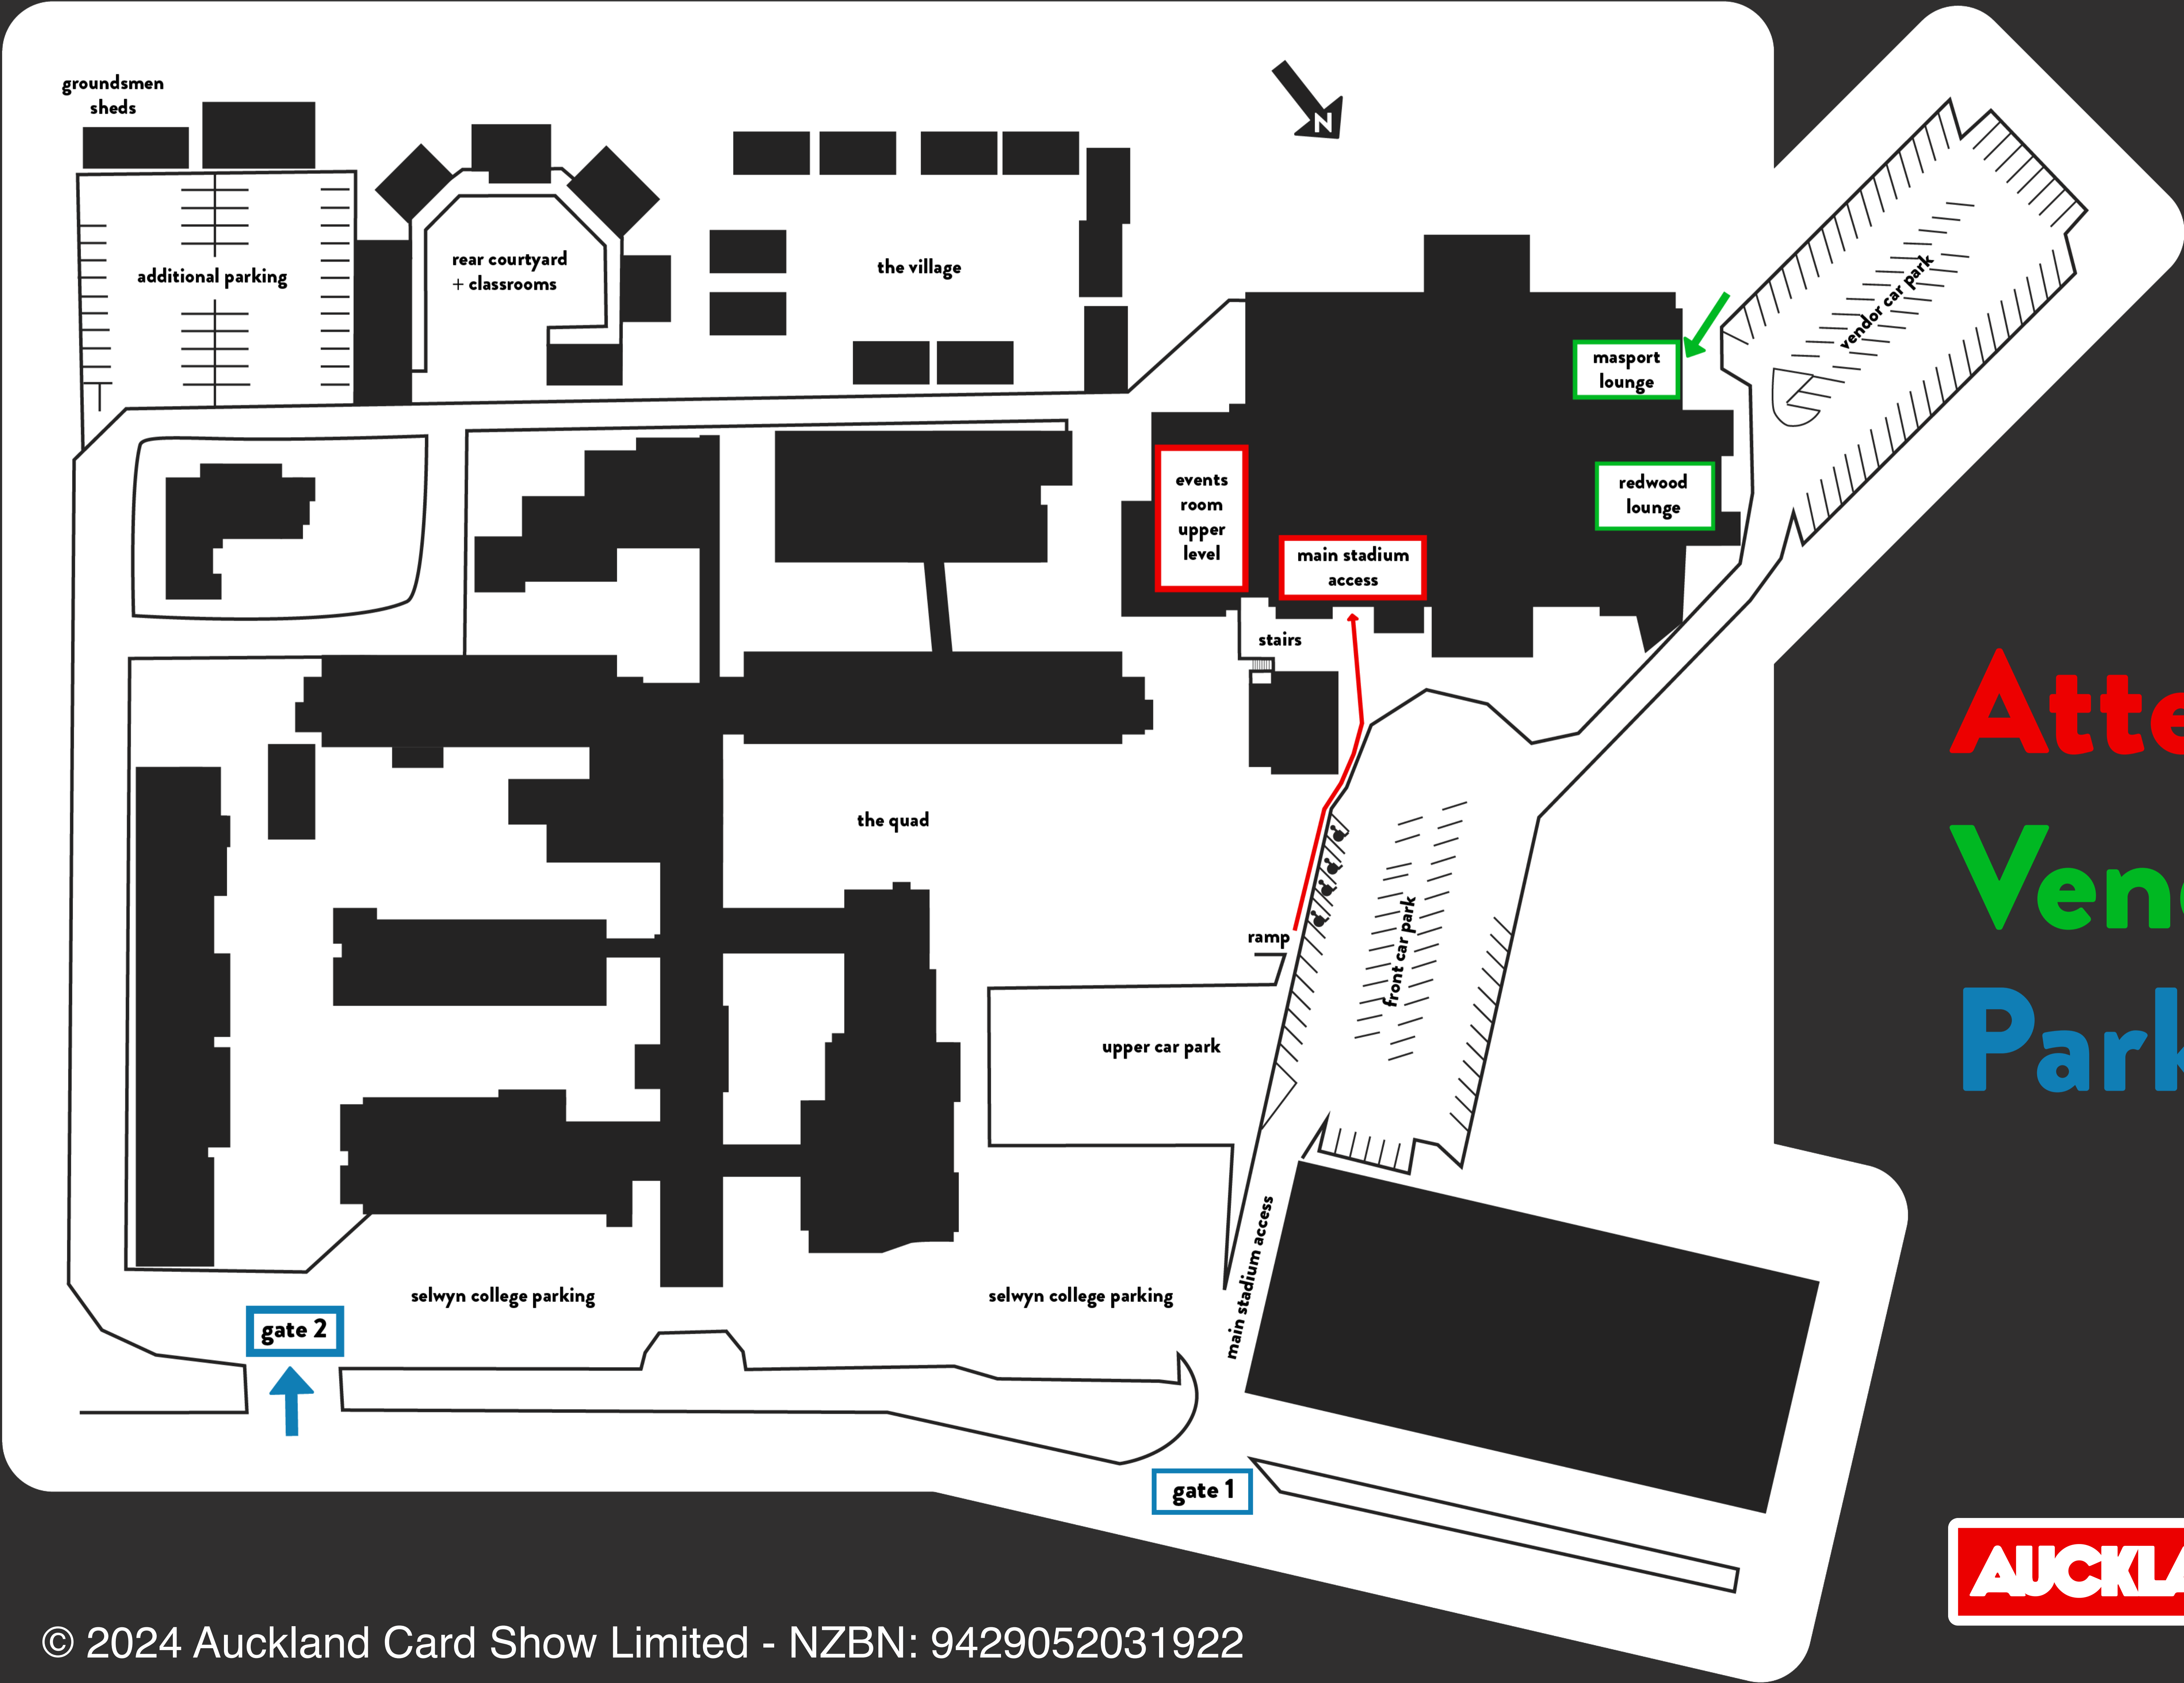 groundsmen
sheds
N
additional parking
rear courtyard
+ classrooms
the village
vendor car park
masport
lounge
redwood
lounge
events
room
upper
level
main stadium
access
stairs
the quad
ramp
front car park
upper car park
main stadium access
selwyn college parking
selwyn college parking
gate 2
gate 1
Atte
Ven
Park
AUCKLA
© 2024 Auckland Card Show Limited - NZBN: 9429052031922